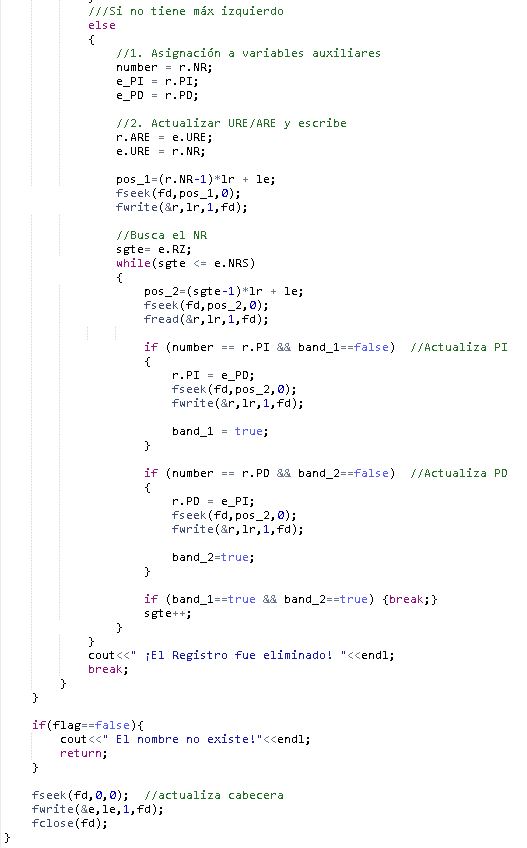 ///Si no tiene máx izquierdo
else
{
//1. Asignación a variables auxiliares
number = r.NR;
e_PI = r.PI;
e_PD = r.PD;
//2. Actualizar URE/ARE y escribe
r.ARE = e.URE;
e.URE = r.NR;
pos_1=(r.NR-1)*lr + le;
fseek(fd,pos_1,0);
fwrite(&r,lr,1,fd);
//Busca el NR
sgte= e.RZ;
while(sgte <= e.NRS)
{
pos_2=(sgte-1)*lr + le;
fseek(fd,pos_2,0);
fread(&r,lr,1,fd);
if (number == r.PI && band_1==false)  //Actualiza PI
{
r.PI = e_PD;
fseek(fd,pos_2,0);
fwrite(&r,lr,1,fd);
band_1 = true;
}
if (number == r.PD && band_2==false)  //Actualiza PD
{
r.PD = e_PI;
fseek(fd,pos_2,0);
fwrite(&r,lr,1,fd);
band_2=true;
}
if (band_1==true && band_2==true) {break;}
sgte++;
}
}
cout<<" ¡El Registro fue eliminado! "<<endl;
break;
}
}
if(flag==false){
cout<<" El nombre no existe!"<<endl;
return;
}
fseek(fd,0,0);  //actualiza cabecera
fwrite(&e,le,1,fd);
fclose(fd);
}